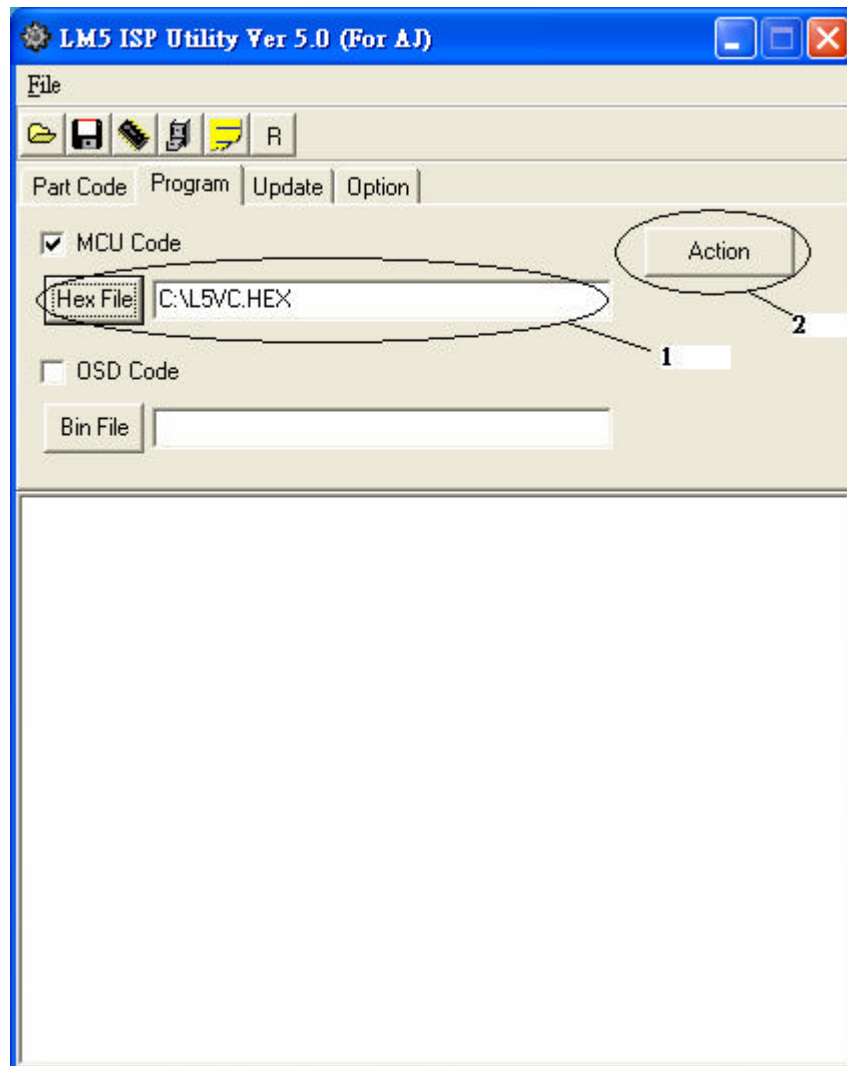 LM5 ISP Utility Ver 5.0 (For AJ)
File
R
Part Code Program Update Option
MCU Code
Action
Hex File C:\L5VC.HEX
2
1
OSD Code
Bin File